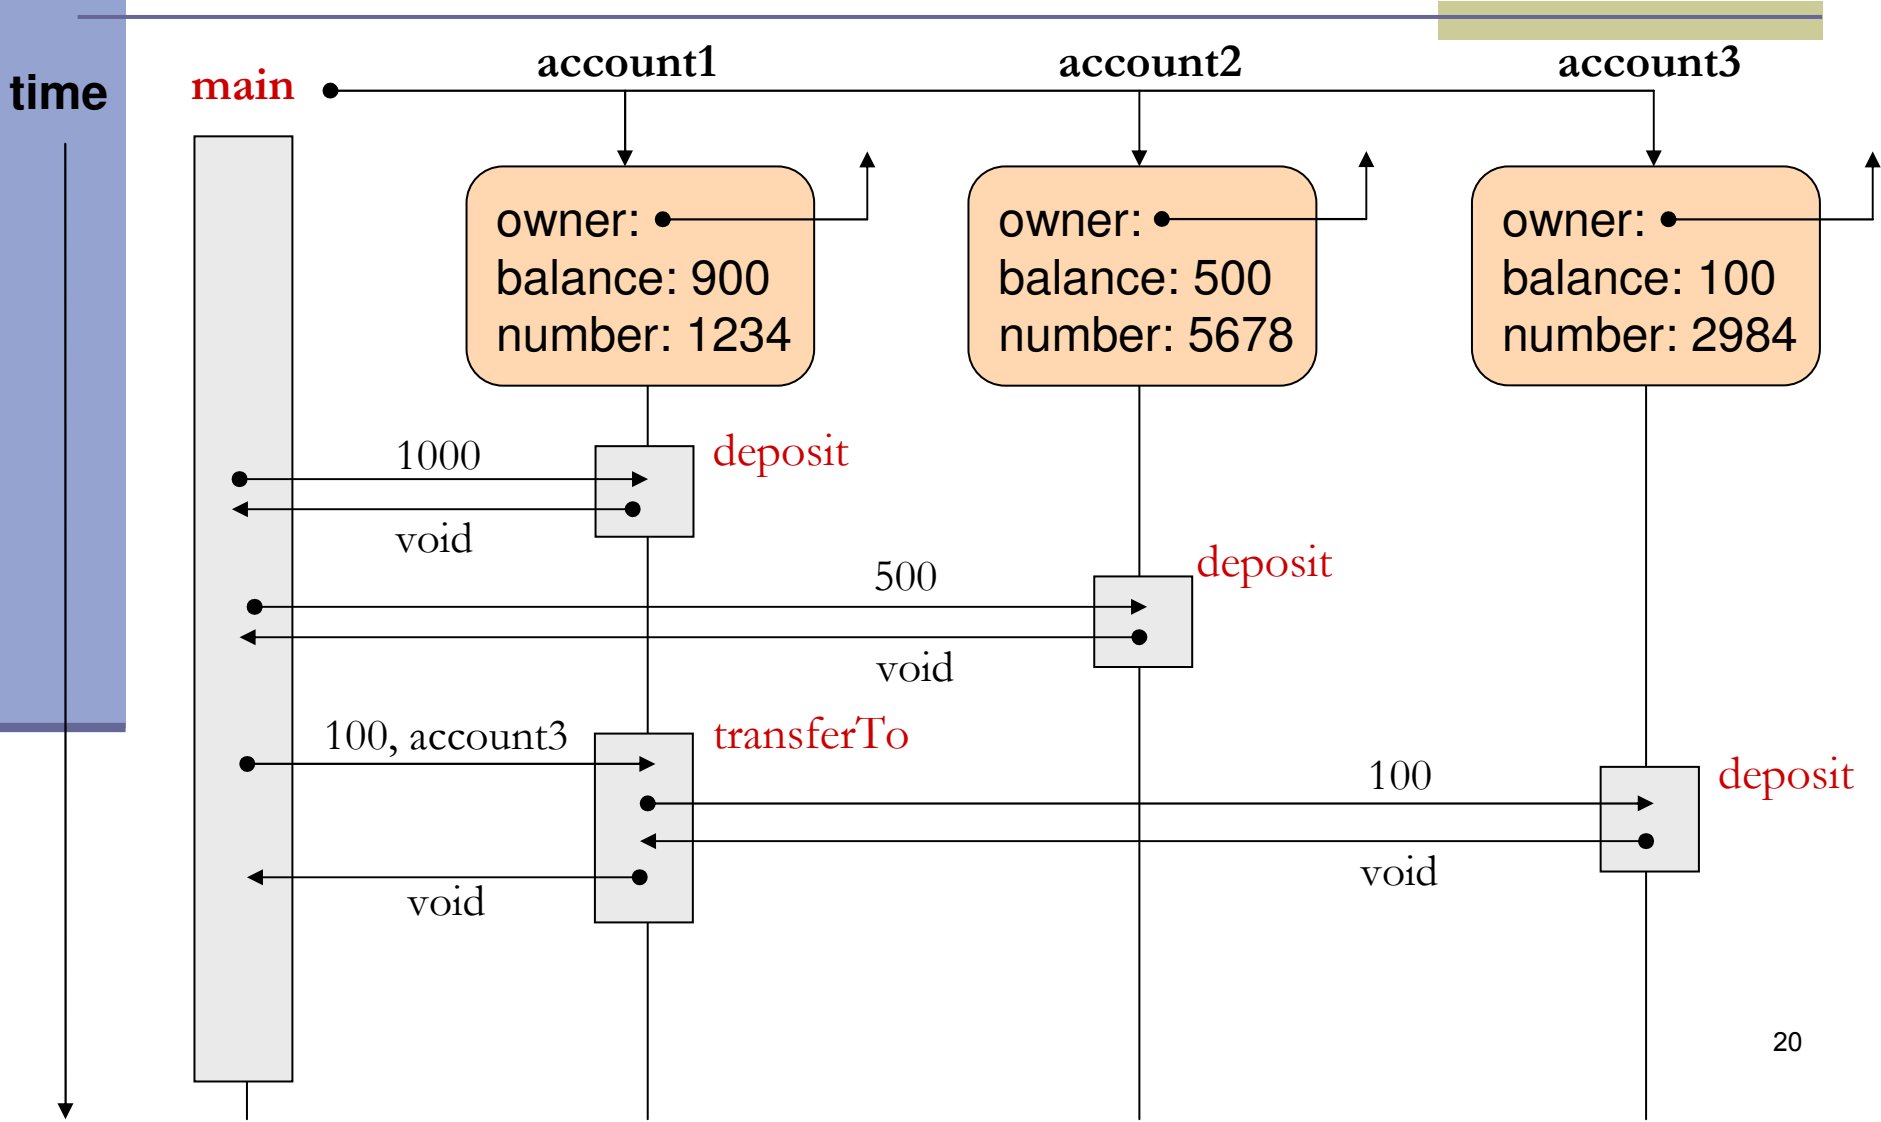 time
main
account1
account2
account3
owner:
balance: 900
number: 1234
owner:
balance: 500
number: 5678
owner:
balance: 100
number: 2984
1000
deposit
void
500
deposit
void
100, account3
transferTo
100
deposit
void
void
20